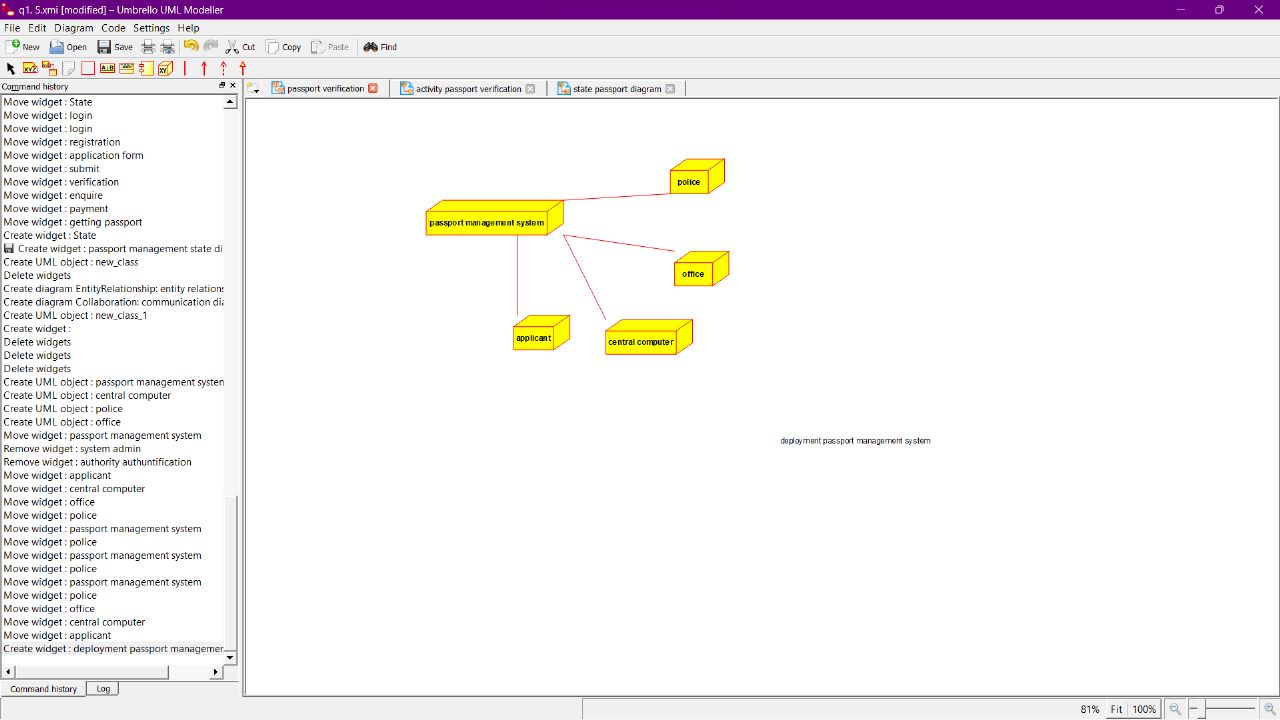 q1. 5.xmi [modified] – Umbrello UML Modeller
File Edit Diagram Code Settings Help
New Open Save Cut Copy Paste Find
Command history
passport verification activity passport verification state passport diagram
Move widget : State
Move widget : login
Move widget : login
Move widget : registration
Move widget : application form
Move widget : submit
Move widget : verification
Move widget : enquire
Move widget : payment
Move widget : getting passport
Create widget : State
Create widget : passport management state di
Create UML object : new_class
Delete widgets
Create diagram EntityRelationship: entity relations
Create diagram Collaboration: communication dia
Create UML object : new_class_1
Create widget :
Delete widgets
Delete widgets
Delete widgets
Create UML object : passport management system
Create UML object : central computer
Create UML object : police
Create UML object : office
Move widget : passport management system
Remove widget : system admin
Remove widget : authority authuntification
Move widget : applicant
Move widget : central computer
Move widget : office
Move widget : police
Move widget : passport management system
Move widget : police
Move widget : passport management system
Move widget : police
Move widget : passport management system
Move widget : police
Move widget : office
Move widget : central computer
Move widget : applicant
Create widget : deployment passport managemer
Command history Log
police
passport management system
office
applicant
central computer
deployment passport management system
81% Fit 100%